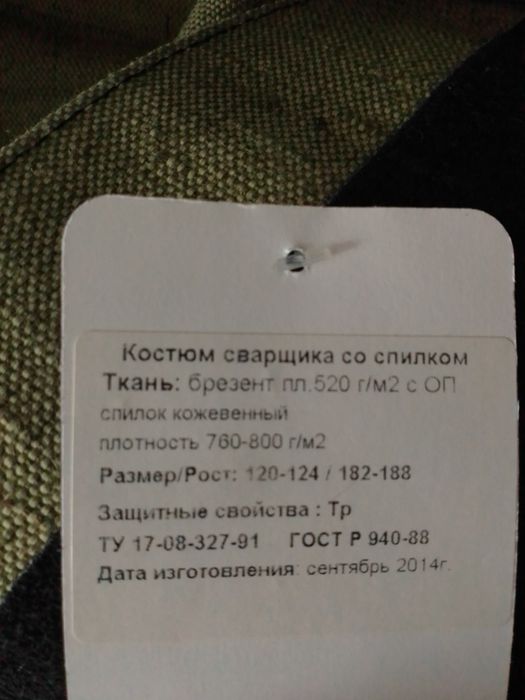 Костюм сварщика со спилком
Ткань: брезент пл.520 г/м2 с ОП
спилок кожевенный
плотность 760-800 г/м2
Размер/Рост: 120-124 / 182-188
Защитные свойства : Тр
ТУ 17-08-327-91 ГОСТ Р 940-88
Дата изготовления: сентябрь 2014г.